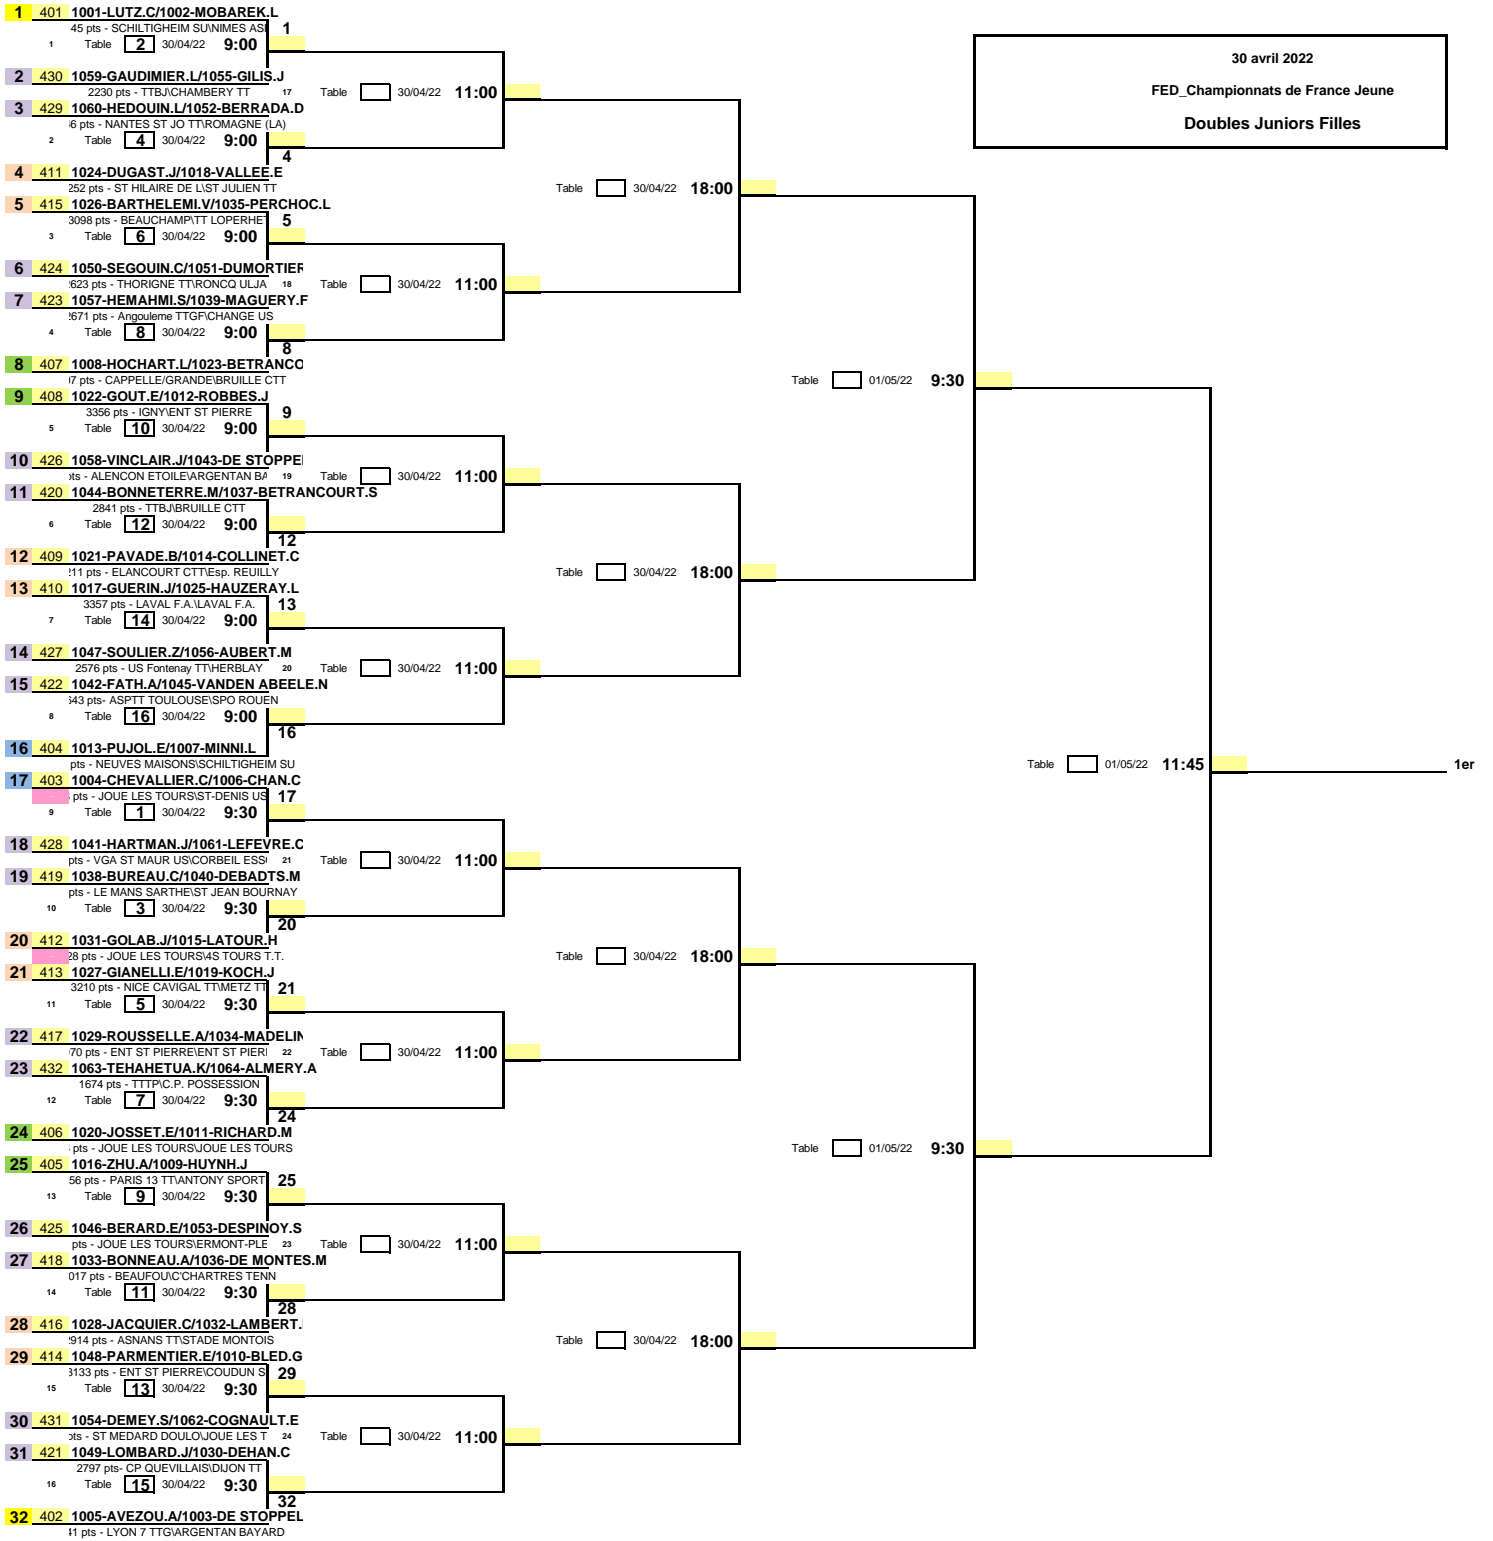 30 avril 2022
FED_Championnats de France Jeune
Doubles Juniors Filles
1 401 1001-LUTZ.C/1002-MOBAREK.L
45 pts - SCHILTIGHEIM SU\NIMES AS 1
1 Table 2 30/04/22 9:00
2 430 1059-GAUDIMIER.L/1055-GILIS.J
2230 pts - TTBJ\CHAMBERY TT 17 Table 30/04/22 11:00
3 429 1060-HEDOUIN.L/1052-BERRADA.D
6 pts - NANTES ST JO TT\ROMAGNE (LA)
2 Table 4 30/04/22 9:00
4
4 411 1024-DUGAST.J/1018-VALLEE.E
252 pts - ST HILAIRE DE L\ST JULIEN TT Table 30/04/22 18:00
5 415 1026-BARTHELEMI.V/1035-PERCHOC.L
3098 pts - BEAUCHAMP\TT LOPERHE 5
3 Table 6 30/04/22 9:00
6 424 1050-SEGOUIN.C/1051-DUMORTIER
2623 pts - THORIGNE TT\RONCQ ULJA 18 Table 30/04/22 11:00
7 423 1057-HEMAHMI.S/1039-MAGUERY.F
2671 pts - Angouleme TTGF\CHANGE US
4 Table 8 30/04/22 9:00
8
8 407 1008-HOCHART.L/1023-BETRANCO
7 pts - CAPPELLE/GRANDE\BRUILLE CTT Table 01/05/22 9:30
9 408 1022-GOUT.E/1012-ROBBES.J
3356 pts - IGNY\ENT ST PIERRE 9
5 Table 10 30/04/22 9:00
10 426 1058-VINCLAIR.J/1043-DE STOPPE
pts - ALENCON ETOILE\ARGENTAN BA 19 Table 30/04/22 11:00
11 420 1044-BONNETERRE.M/1037-BETRANCOURT.S
2841 pts - TTBJ\BRUILLE CTT
6 Table 12 30/04/22 9:00
12
12 409 1021-PAVADE.B/1014-COLLINET.C
211 pts - ELANCOURT CTT\Esp. REUILLY Table 30/04/22 18:00
13 410 1017-GUERIN.J/1025-HAUZERAY.L
3357 pts - LAVAL F.A.\LAVAL F.A. 13
7 Table 14 30/04/22 9:00
14 427 1047-SOULIER.Z/1056-AUBERT.M
2576 pts - US Fontenay TT\HERBLAY 20 Table 30/04/22 11:00
15 422 1042-FATH.A/1045-VANDEN ABEELE.N
643 pts- ASPTT TOULOUSE\SPO ROUEN
8 Table 16 30/04/22 9:00
16
16 404 1013-PUJOL.E/1007-MINNI.L
pts - NEUVES MAISONS\SCHILTIGHEIM SU Table 01/05/22 11:45 1er
17 403 1004-CHEVALLIER.C/1006-CHAN.C
pts - JOUE LES TOURS\ST-DENIS US 17
9 Table 1 30/04/22 9:30
18 428 1041-HARTMAN.J/1061-LEFEVRE.C
pts - VGA ST MAUR US\CORBEIL ESS 21 Table 30/04/22 11:00
19 419 1038-BUREAU.C/1040-DEBADTS.M
pts - LE MANS SARTHE\ST JEAN BOURNAY
10 Table 3 30/04/22 9:30
20
20 412 1031-GOLAB.J/1015-LATOUR.H
28 pts - JOUE LES TOURS\4S TOURS T.T. Table 30/04/22 18:00
21 413 1027-GIANELLI.E/1019-KOCH.J
3210 pts - NICE CAVIGAL TT\METZ TT 21
11 Table 5 30/04/22 9:30
22 417 1029-ROUSSELLE.A/1034-MADELIN
70 pts - ENT ST PIERRE\ENT ST PIER 22 Table 30/04/22 11:00
23 432 1063-TEHAHETUA.K/1064-ALMERY.A
1674 pts - TTTP\C.P. POSSESSION
12 Table 7 30/04/22 9:30
24
24 406 1020-JOSSET.E/1011-RICHARD.M
pts - JOUE LES TOURS\JOUE LES TOURS Table 01/05/22 9:30
25 405 1016-ZHU.A/1009-HUYNH.J
56 pts - PARIS 13 TT\ANTONY SPORT 25
13 Table 9 30/04/22 9:30
26 425 1046-BERARD.E/1053-DESPINOY.S
pts - JOUE LES TOURS\ERMONT-PLE 23 Table 30/04/22 11:00
27 418 1033-BONNEAU.A/1036-DE MONTES.M
017 pts - BEAUFOU\C'CHARTRES TENN
14 Table 11 30/04/22 9:30
28
28 416 1028-JACQUIER.C/1032-LAMBERT.
2914 pts - ASNANS TT\STADE MONTOIS Table 30/04/22 18:00
29 414 1048-PARMENTIER.E/1010-BLED.G
3133 pts - ENT ST PIERRE\COUDUN S 29
15 Table 13 30/04/22 9:30
30 431 1054-DEMEY.S/1062-COGNAULT.E
pts - ST MEDARD DOULO\JOUE LES T 24 Table 30/04/22 11:00
31 421 1049-LOMBARD.J/1030-DEHAN.C
2797 pts- CP QUEVILLAIS\DIJON TT
16 Table 15 30/04/22 9:30
32
32 402 1005-AVEZOU.A/1003-DE STOPPEL
41 pts - LYON 7 TTG\ARGENTAN BAYARD